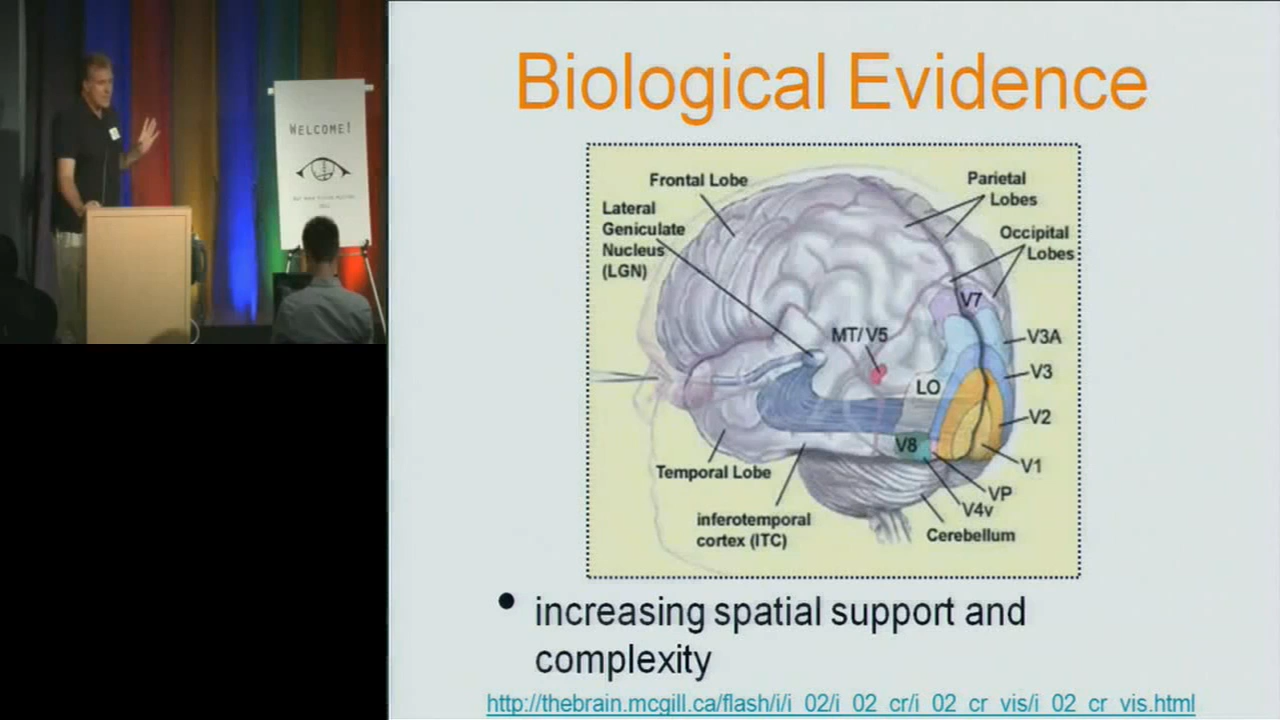 WELCOME!
Biological Evidence
Frontal Lobe
Parietal
Lobes
Lateral
Geniculate
Nucleus
(LGN)
Occipital
Lobes
V7
MT/V5
V3A
V3
LO
V2
V8
V1
Temporal Lobe
VP
V4v
inferotemporal
cortex (ITC)
Cerebellum
• increasing spatial support and
complexity
http://thebrain.mcgill.ca/flash/i/i_02/i_02_cr/i_02_cr_vis/i_02_cr_vis.html